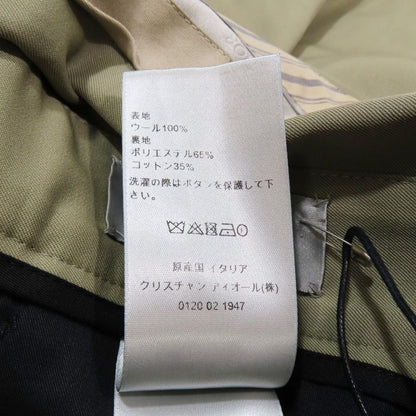 表地
ウール100%
裏地
ポリエステル65%
コットン35%
洗濯の際はボタンを保護して下
さい。
原産国 イタリア
クリスチャン ディオール(株)
0120 02 1947